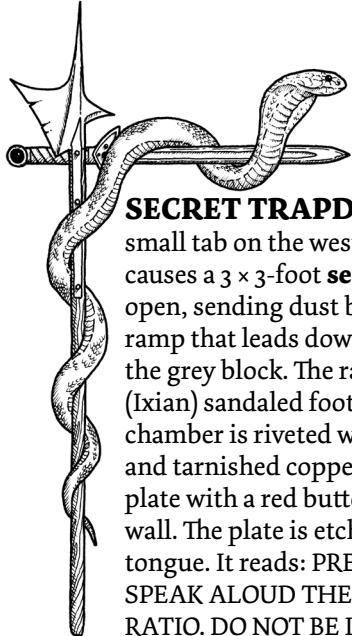 SECRET TRAPD
small tab on the west
causes a 3 × 3-foot se
open, sending dust b
ramp that leads dow
the grey block. The ra
(Ixian) sandaled foot
chamber is riveted w
and tarnished coppe
plate with a red butt
wall. The plate is etch
tongue. It reads: PRE
SPEAK ALOUD THE
RATIO. DO NOT BE I